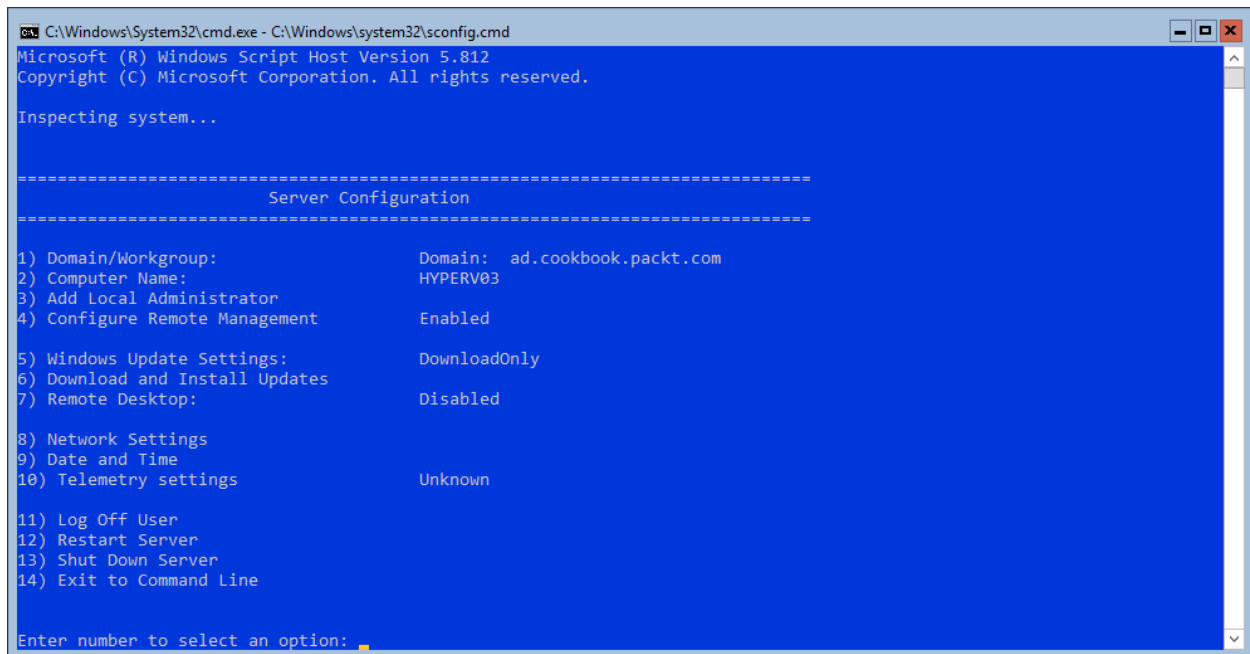 C:\Windows\System32\cmd.exe - C:\Windows\system32\sconfig.cmd
Microsoft (R) Windows Script Host Version 5.812
Copyright (C) Microsoft Corporation. All rights reserved.
Inspecting system...
===============================================================================
Server Configuration
===============================================================================
1) Domain/Workgroup: Domain: ad.cookbook.packt.com
2) Computer Name: HYPERV03
3) Add Local Administrator
4) Configure Remote Management Enabled
5) Windows Update Settings: DownloadOnly
6) Download and Install Updates
7) Remote Desktop: Disabled
8) Network Settings
9) Date and Time
10) Telemetry settings Unknown
11) Log Off User
12) Restart Server
13) Shut Down Server
14) Exit to Command Line
Enter number to select an option: